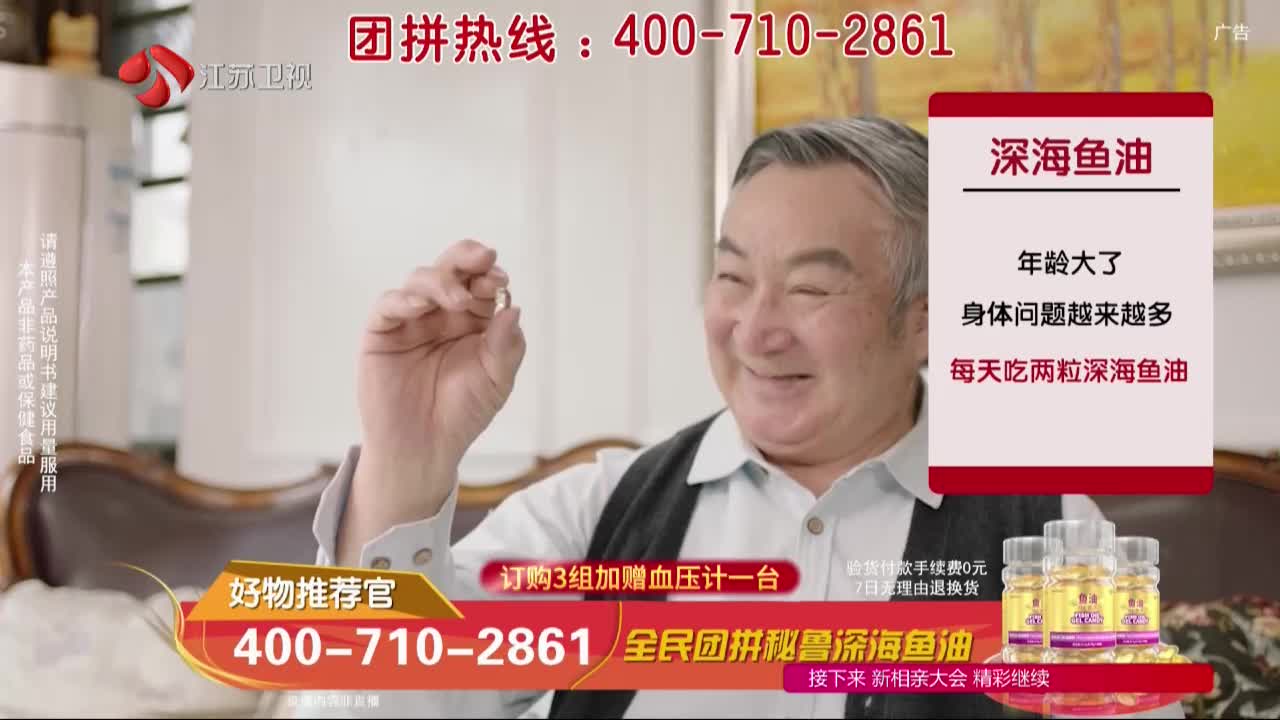 团拼热线：400-710-2861
江苏卫视
广告
深海鱼油
年龄大了
身体问题越来越多
每天吃两粒深海鱼油
请遵照产品说明书建议用量服用
本产品非药品或保健食品
好物推荐官
订购3组加赠血压计一台
验货付款手续费0元
7日无理由退换货
400-710-2861
全民团拼秘鲁深海鱼油
鱼油
FISH OIL
GEL CANDY
接下来 新相亲大会 精彩继续